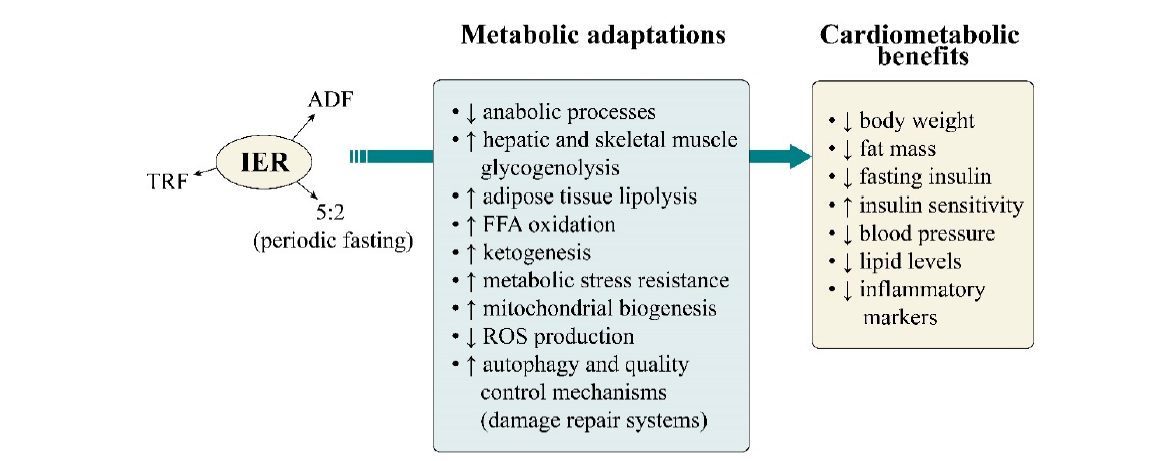 Metabolic adaptations
Cardiometabolic
benefits
ADF
IER
TRF
5:2
(periodic fasting)
• ↓ anabolic processes
• ↑ hepatic and skeletal muscle
glycogenolysis
• ↑ adipose tissue lipolysis
• ↑ FFA oxidation
• ↑ ketogenesis
• ↑ metabolic stress resistance
• ↑ mitochondrial biogenesis
• ↓ ROS production
• ↑ autophagy and quality
control mechanisms
(damage repair systems)
• ↓ body weight
• ↓ fat mass
• ↓ fasting insulin
• ↑ insulin sensitivity
• ↓ blood pressure
• ↓ lipid levels
• ↓ inflammatory
markers